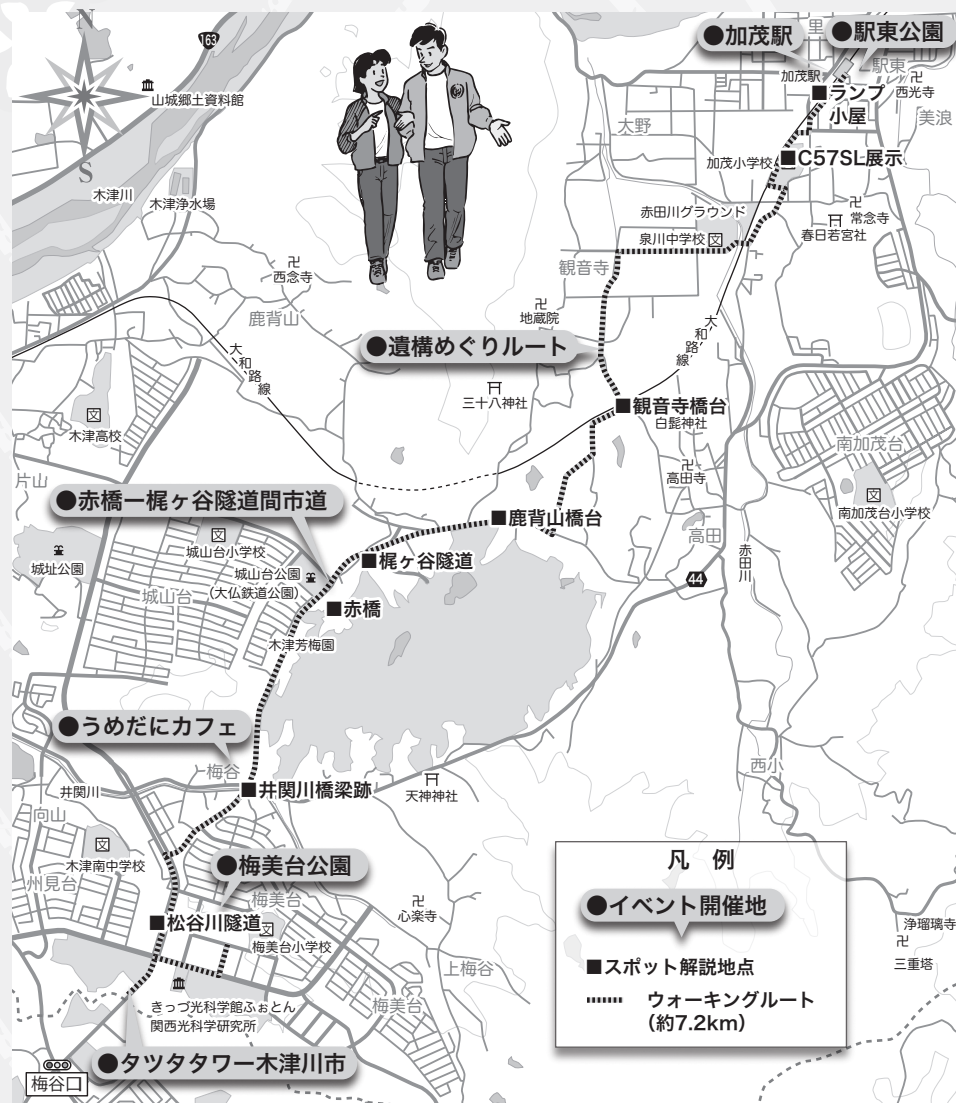 N
S
163
山城郷土資料館
木津川
木津浄水場
●加茂駅
●駅東公園
里
加茂駅
駅東
西光寺
■ランプ
小屋
美浪
大野
加茂小学校
■C57SL展示
赤田川グラウンド
常念寺
春日若宮社
泉川中学校
観音寺
西念寺
鹿背山
地蔵院
大和路線
大和路線
●遺構めぐりルート
三十八神社
■観音寺橋台
白髭神社
木津高校
南加茂台
片山
高田寺
南加茂台小学校
●赤橋ー梶ヶ谷隧道間市道
■鹿背山橋台
高田
城山台小学校
城址公園
■梶ヶ谷隧道
赤田川
城山台公園
(大仏鉄道公園)
44
城山台
■赤橋
木津芳梅園
●うめだにカフェ
梅谷
西小
井関川
■井関川橋梁跡
天神神社
向山
木津南中学校
●梅美台公園
州見台
梅美台
■松谷川隧道
心楽寺
梅美台小学校
上梅谷
浄瑠璃寺
三重塔
きっづ光科学館ふぉとん
関西光科学研究所
梅美台
●タツタタワー木津川市
梅谷口
凡 例
●イベント開催地
■スポット解説地点
ウォーキングルート
(約7.2km)